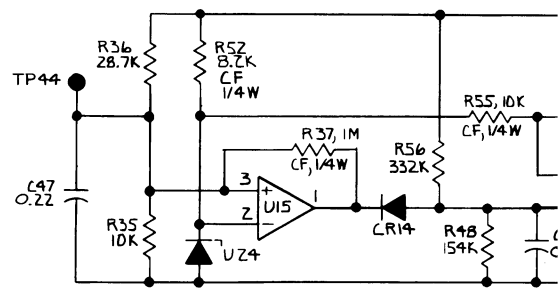 R36
28.7K
R52
8.2K
CF
1/4W
TP44
R55, 10K
CF, 1/4W
R37, 1M
CF, 1/4W
R56
332K
C47
0.22
3
+
1
U15
2
-
R35
10K
CR14
R48
154K
UZ4
C
C